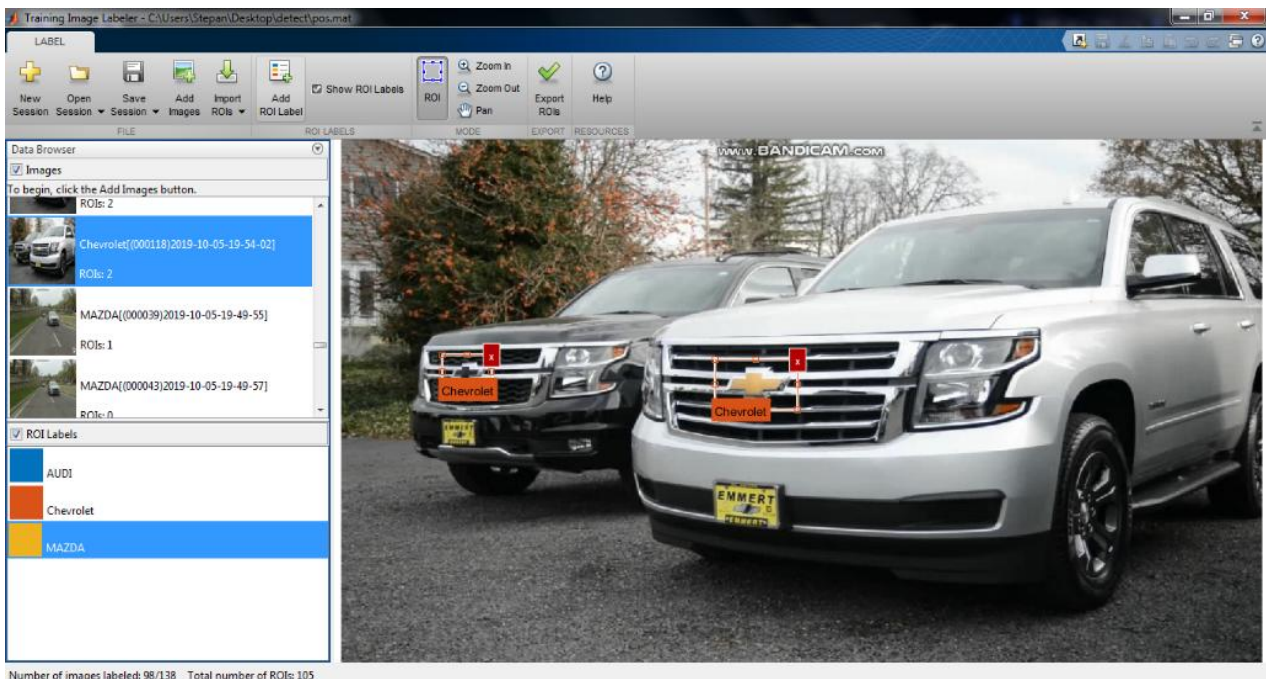 Training Image Labeler - C:\Users\Stepan\Desktop\detect\pos.mat
LABEL
New Session
Open Session
Save Session
Add Images
Import ROIs
Add ROI Label
Show ROI Labels
ROI
Zoom In
Zoom Out
Pan
Export ROIs
Help
FILE
ROI LABELS
MODE
EXPORT
RESOURCES
Data Browser
Images
To begin, click the Add Images button.
ROIs: 2
Chevrolet[(000118)2019-10-05-19-54-02]
ROIs: 2
MAZDA[(000039)2019-10-05-19-49-55]
ROIs: 1
MAZDA[(000043)2019-10-05-19-49-57]
ROIs: 0
ROI Labels
AUDI
Chevrolet
MAZDA
www.BANDICAM.com
x
Chevrolet
x
Chevrolet
EMMERT
Number of images labeled: 98/138 Total number of ROIs: 105